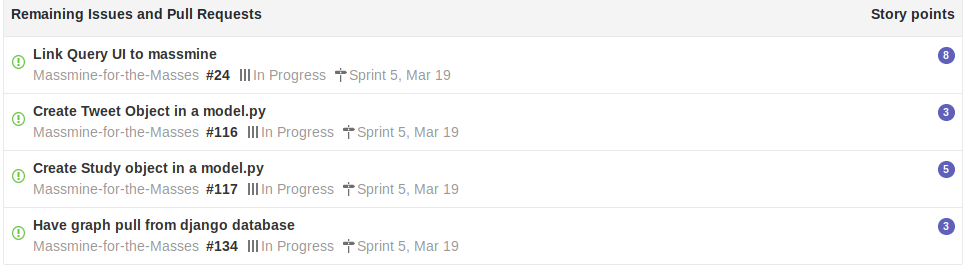 Remaining Issues and Pull Requests Story points
Link Query UI to massmine 8
Massmine-for-the-Masses #24 In Progress Sprint 5, Mar 19
Create Tweet Object in a model.py 3
Massmine-for-the-Masses #116 In Progress Sprint 5, Mar 19
Create Study object in a model.py 5
Massmine-for-the-Masses #117 In Progress Sprint 5, Mar 19
Have graph pull from django database 3
Massmine-for-the-Masses #134 In Progress Sprint 5, Mar 19